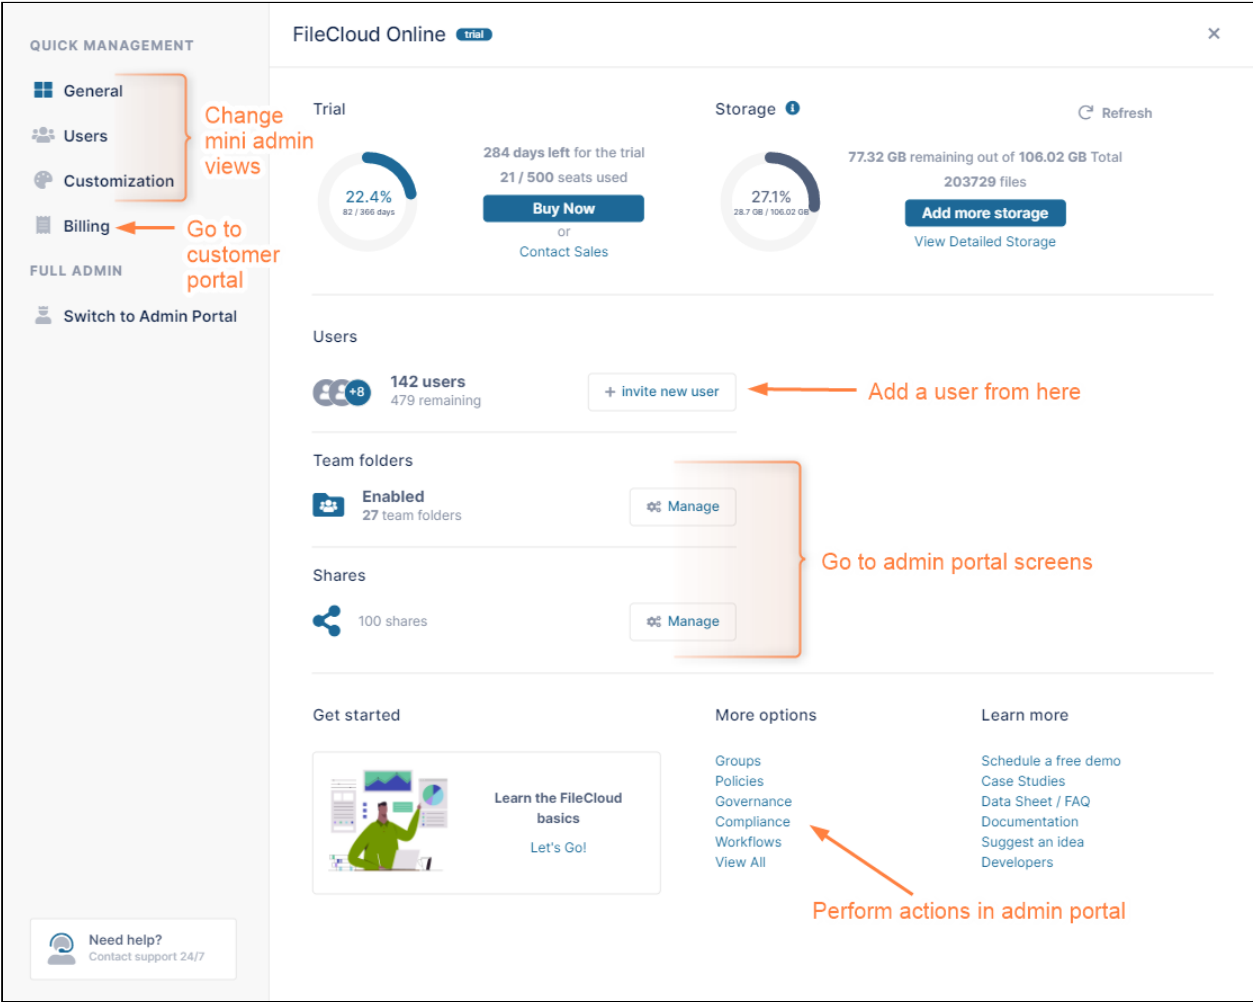 QUICK MANAGEMENT
General
Users
Customization
Billing
FULL ADMIN
Switch to Admin Portal
Change
mini admin
views
Go to
customer
portal
Need help?
Contact support 24/7
FileCloud Online trial
Trial
22.4%
82 / 366 days
284 days left for the trial
21 / 500 seats used
Buy Now
or
Contact Sales
Storage
Refresh
27.1%
28.7 GB / 106.02 GB
77.32 GB remaining out of 106.02 GB Total
203729 files
Add more storage
View Detailed Storage
Users
+8
142 users
479 remaining
+ invite new user
Add a user from here
Team folders
Enabled
27 team folders
Manage
Go to admin portal screens
Shares
100 shares
Manage
Get started
Learn the FileCloud
basics
Let's Go!
More options
Groups
Policies
Governance
Compliance
Workflows
View All
Learn more
Schedule a free demo
Case Studies
Data Sheet / FAQ
Documentation
Suggest an idea
Developers
Perform actions in admin portal